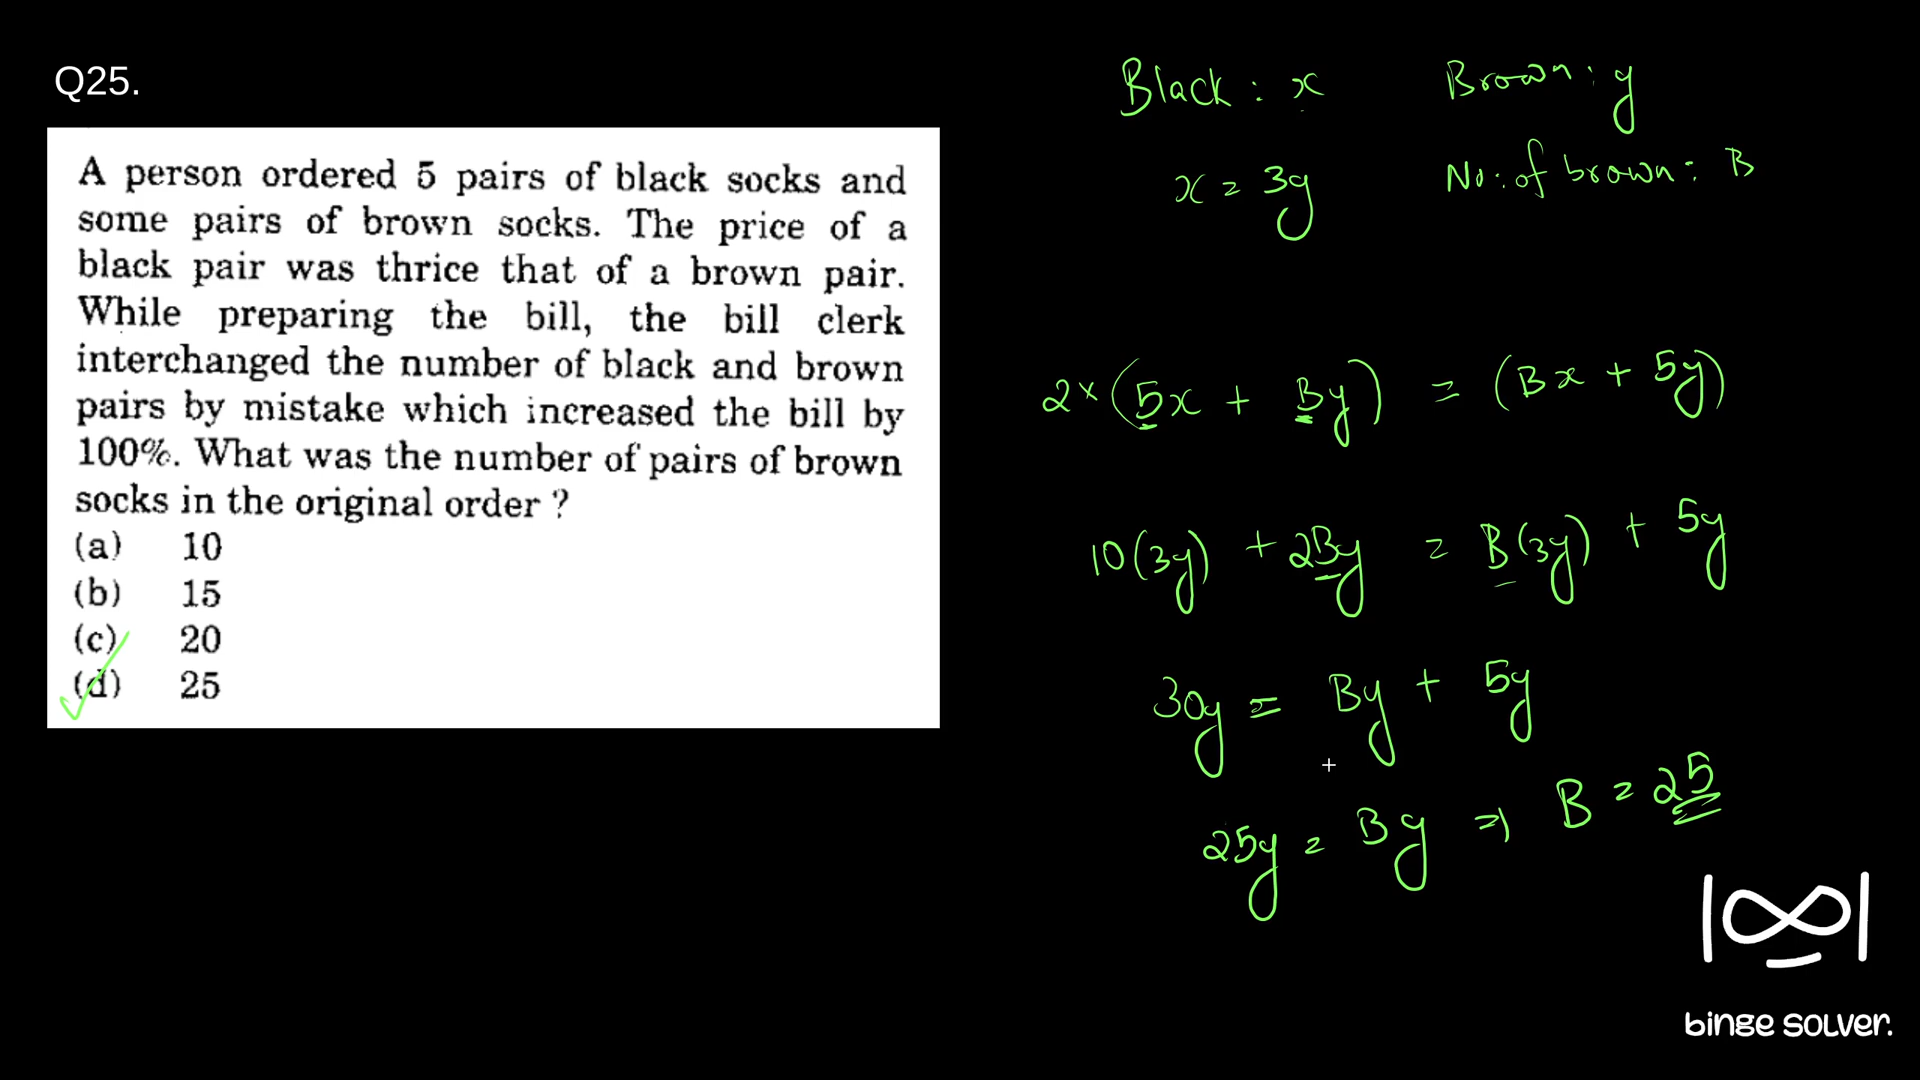 Q25.
A person ordered 5 pairs of black socks and
some pairs of brown socks. The price of a
black pair was thrice that of a brown pair.
While preparing the bill, the bill clerk
interchanged the number of black and brown
pairs by mistake which increased the bill by
100%. What was the number of pairs of brown
socks in the original order ?
(a) 10
(b) 15
(c) 20
(d) 25
Black : x Brown : y
x = 3y No: of brown : B
2 × (5x + By) = (Bx + 5y)
10(3y) + 2By = B(3y) + 5y
30y = By + 5y
25y = By ⇒ B = 25
binge solver.